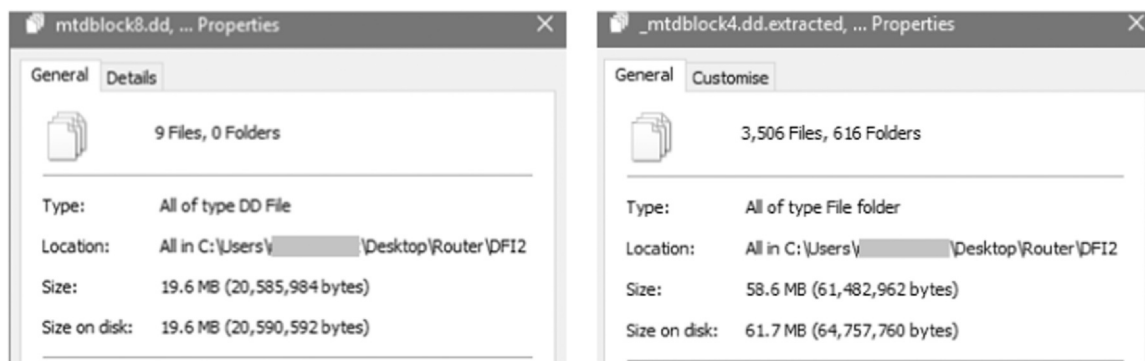 mtdblock8.dd, ... Properties
General Details
9 Files, 0 Folders
Type: All of type DD File
Location: All in C:\Users\ \Desktop\Router\DFI2
Size: 19.6 MB (20,585,984 bytes)
Size on disk: 19.6 MB (20,590,592 bytes)
_mtdblock4.dd.extracted, ... Properties
General Customise
3,506 Files, 616 Folders
Type: All of type File folder
Location: All in C:\Users\ \Desktop\Router\DFI2
Size: 58.6 MB (61,482,962 bytes)
Size on disk: 61.7 MB (64,757,760 bytes)